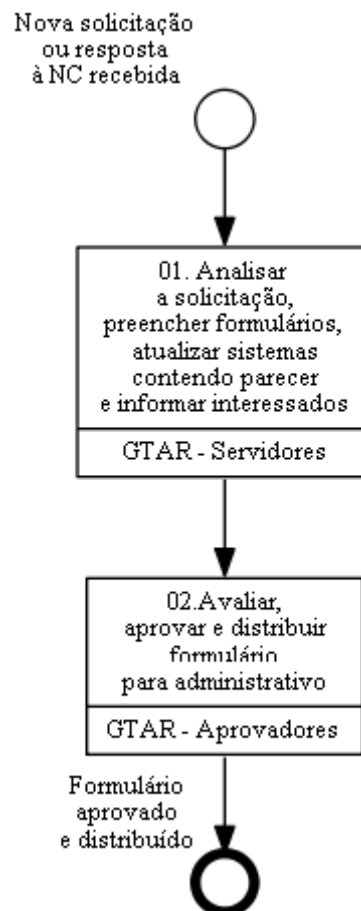 Nova solicitação
ou resposta
à NC recebida
01. Analisar
a solicitação,
preencher formulários,
atualizar sistemas
contendo parecer
e informar interessados
GTAR - Servidores
02.Avaliar,
aprovar e distribuir
formulário
para administrativo
GTAR - Aprovadores
Formulário
aprovado
e distribuído